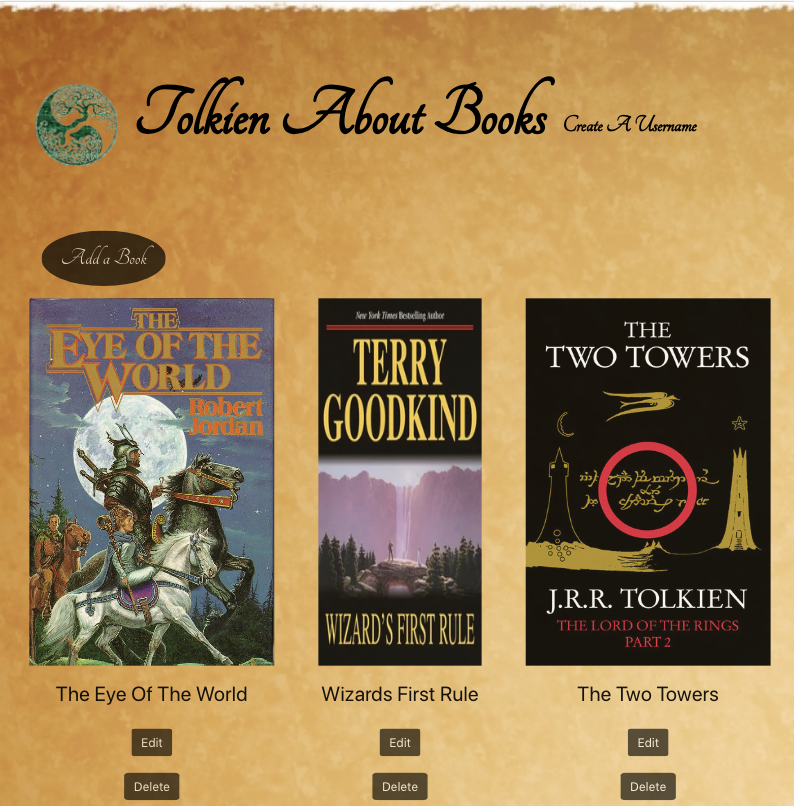 Tolkien About Books
Create A Username
Add a Book
THE
EYE OF THE
WORLD
Robert
Jordan
New York Times Bestselling Author
TERRY
GOODKIND
WIZARD'S FIRST RULE
THE
TWO TOWERS
J.R.R. TOLKIEN
THE LORD OF THE RINGS
PART 2
The Eye Of The World
Wizards First Rule
The Two Towers
Edit
Edit
Edit
Delete
Delete
Delete